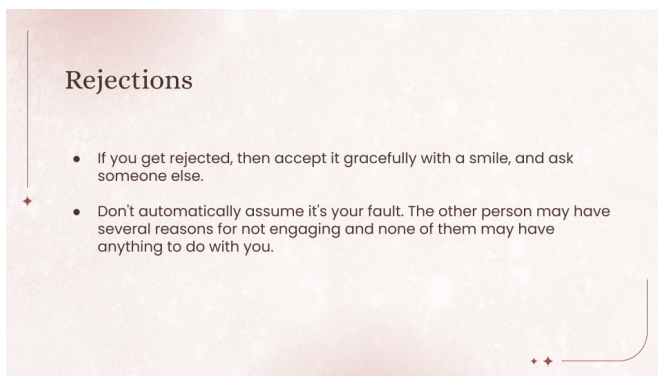 Rejections
● If you get rejected, then accept it gracefully with a smile, and ask
someone else.
● Don't automatically assume it's your fault. The other person may have
several reasons for not engaging and none of them may have
anything to do with you.